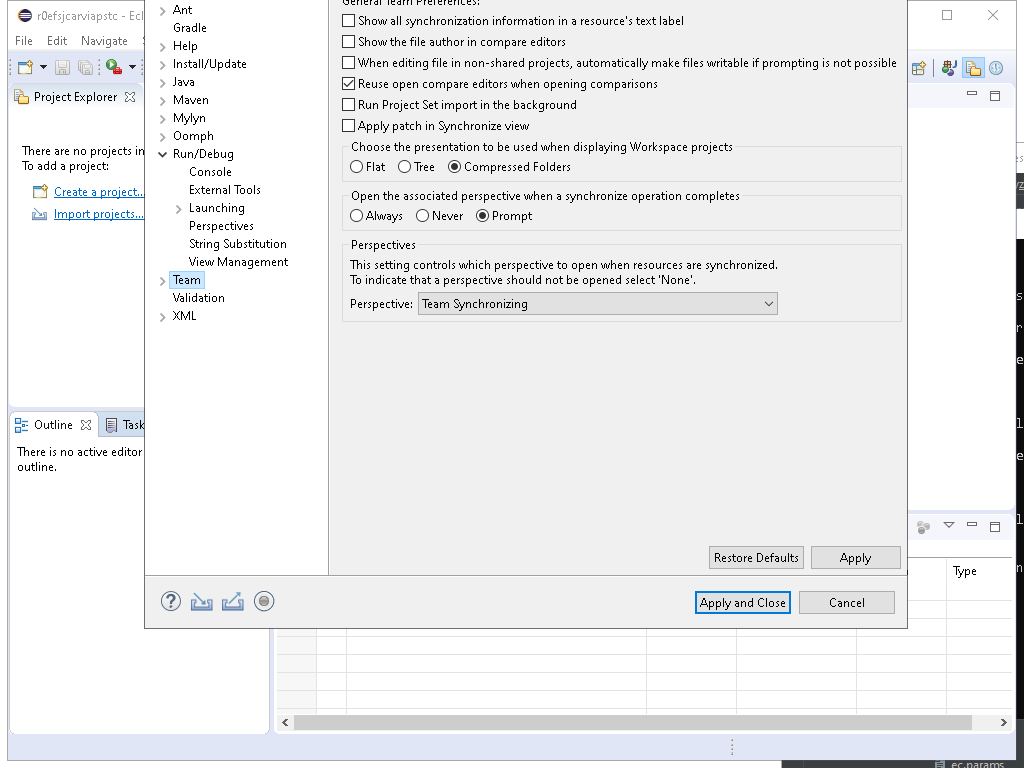 r0efsjcarviapstc - Ecl
File Edit Navigate
Project Explorer
There are no projects in
To add a project:
Create a project..
Import projects...
Outline
Task
There is no active editor
outline.
Ant
Gradle
Help
Install/Update
Java
Maven
Mylyn
Oomph
Run/Debug
Console
External Tools
Launching
Perspectives
String Substitution
View Management
Team
Validation
XML
General Team Preferences:
Show all synchronization information in a resource's text label
Show the file author in compare editors
When editing file in non-shared projects, automatically make files writable if prompting is not possible
Reuse open compare editors when opening comparisons
Run Project Set import in the background
Apply patch in Synchronize view
Choose the presentation to be used when displaying Workspace projects
Flat Tree Compressed Folders
Open the associated perspective when a synchronize operation completes
Always Never Prompt
Perspectives
This setting controls which perspective to open when resources are synchronized.
To indicate that a perspective should not be opened select 'None'.
Perspective: Team Synchronizing
Restore Defaults Apply
Apply and Close Cancel
Type
ec.params